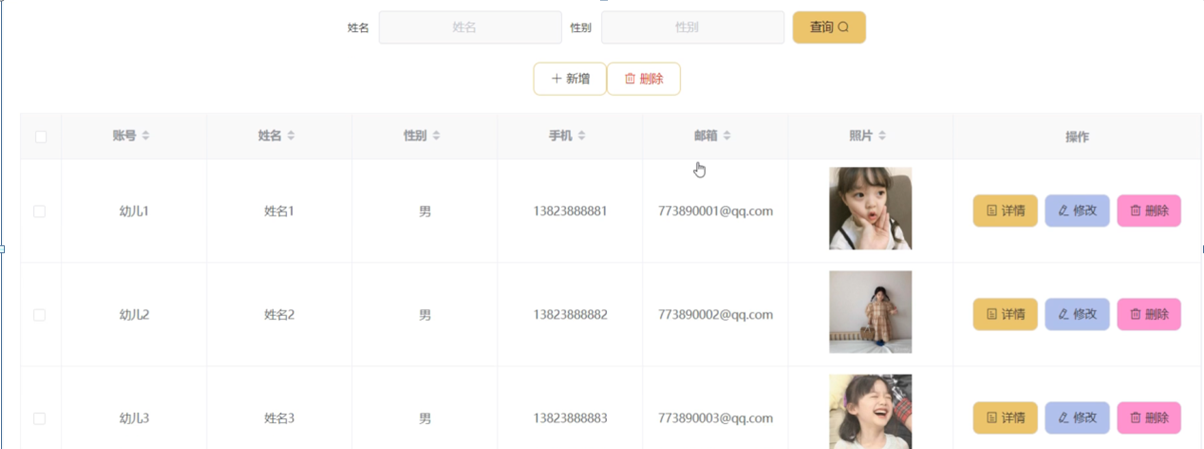 姓名 姓名 性别 性别 查询
新增 删除
账号 姓名 性别 手机 邮箱 照片 操作
幼儿1 姓名1 男 13823888881 773890001@qq.com 详情 修改 删除
幼儿2 姓名2 男 13823888882 773890002@qq.com 详情 修改 删除
幼儿3 姓名3 男 13823888883 773890003@qq.com 详情 修改 删除